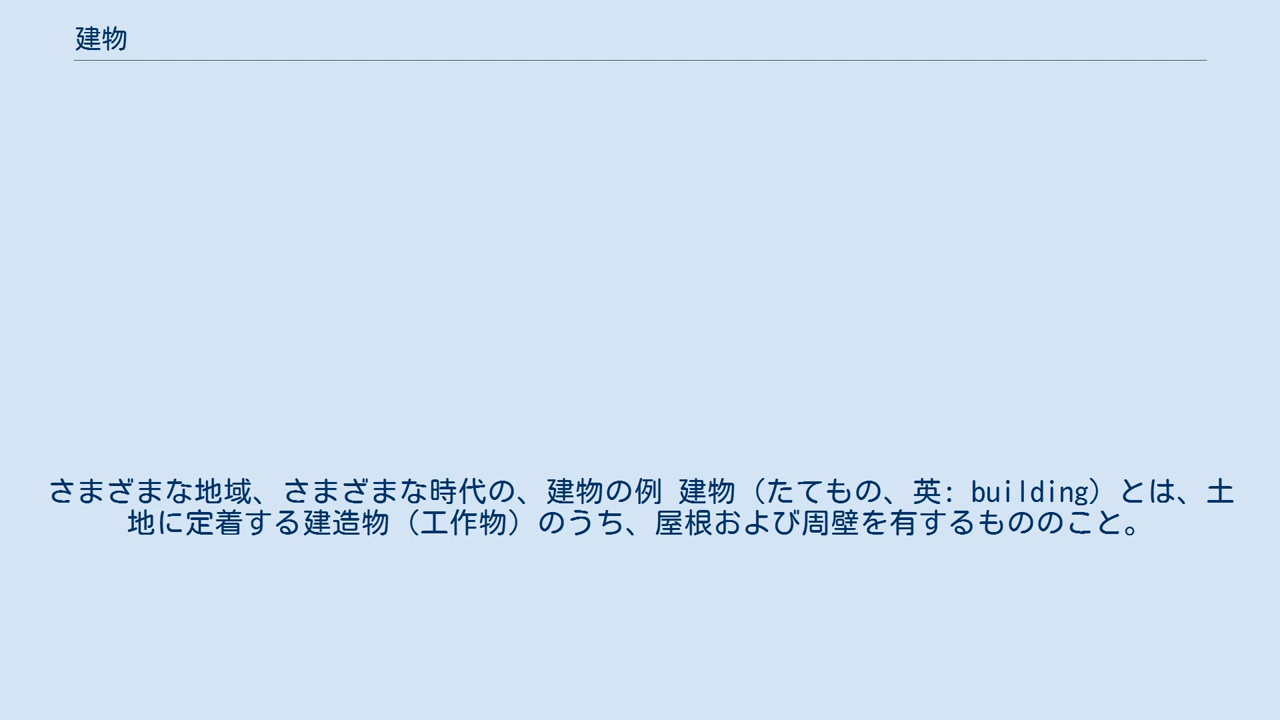 建物
さまざまな地域、さまざまな時代の、建物の例 建物（たてもの、英: building）とは、土
地に定着する建造物（工作物）のうち、屋根および周壁を有するもののこと。